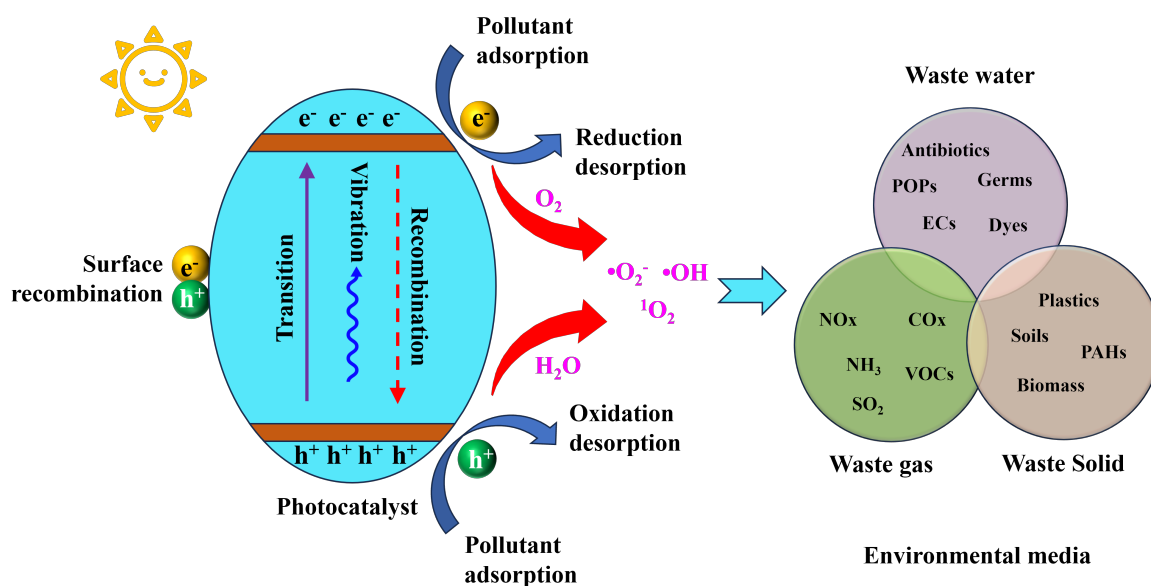 Pollutant
adsorption
e⁻ e⁻ e⁻ e⁻
e⁻
Reduction
desorption
Transition
Vibration
Recombination
O₂
Surface
recombination
e⁻
h⁺
•O₂⁻ •OH
¹O₂
H₂O
Oxidation
desorption
h⁺ h⁺ h⁺ h⁺
h⁺
Photocatalyst
Pollutant
adsorption
Waste water
Antibiotics
POPs Germs
ECs Dyes
NOx COx
NH₃ VOCs
SO₂
Plastics
Soils
PAHs
Biomass
Waste gas
Waste Solid
Environmental media